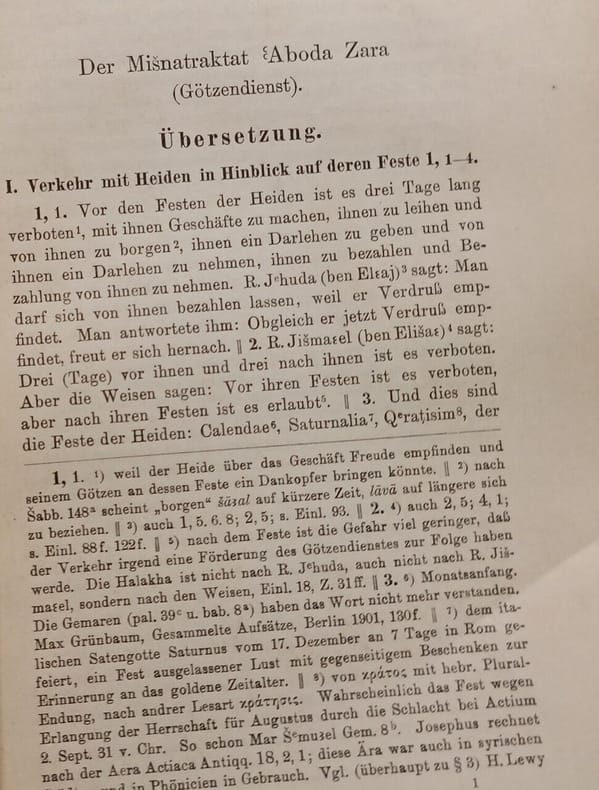 Der Mišnatraktat ꜥAboda Zara
(Götzendienst).
Übersetzung.
I. Verkehr mit Heiden in Hinblick auf deren Feste 1, 1—4.
1, 1. Vor den Festen der Heiden ist es drei Tage lang
verboten¹, mit ihnen Geschäfte zu machen, ihnen zu leihen und
von ihnen zu borgen², ihnen ein Darlehen zu geben und von
ihnen ein Darlehen zu nehmen, ihnen zu bezahlen und Be-
zahlung von ihnen zu nehmen. R. Jᵉhuda (ben Elꜥaj)³ sagt: Man
darf sich von ihnen bezahlen lassen, weil er Verdruß emp-
findet. Man antwortete ihm: Obgleich er jetzt Verdruß emp-
findet, freut er sich hernach. ‖ 2. R. Jišmaꜥel (ben Elišaꜥ)⁴ sagt:
Drei (Tage) vor ihnen und drei nach ihnen ist es verboten.
Aber die Weisen sagen: Vor ihren Festen ist es verboten,
aber nach ihren Festen ist es erlaubt⁵. ‖ 3. Und dies sind
die Feste der Heiden: Calendae⁶, Saturnalia⁷, Qᵉraṭisim⁸, der
1, 1. ¹) weil der Heide über das Geschäft Freude empfinden und
seinem Götzen an dessen Feste ein Dankopfer bringen könnte. ‖ ²) nach
Šabb. 148ᵃ scheint „borgen“ šāꜣal auf kürzere Zeit, lāvā auf längere sich
zu beziehen. ‖ ³) auch 1, 5. 6. 8; 2, 5; s. Einl. 93. ‖ 2. ⁴) auch 2, 5; 4, 1;
s. Einl. 88 f. 122 f. ‖ ⁵) nach dem Feste ist die Gefahr viel geringer, daß
der Verkehr irgend eine Förderung des Götzendienstes zur Folge haben
werde. Die Halakha ist nicht nach R. Jᵉhuda, auch nicht nach R. Jiš-
maꜥel, sondern nach den Weisen, Einl. 18, Z. 31 ff. ‖ 3. ⁶) Monatsanfang.
Die Gemaren (pal. 39ᶜ u. bab. 8ᵃ) haben das Wort nicht mehr verstanden,
Max Grünbaum, Gesammelte Aufsätze, Berlin 1901, 130 f. ‖ ⁷) dem ita-
lischen Satengotte Saturnus vom 17. Dezember an 7 Tage in Rom ge-
feiert, ein Fest ausgelassener Lust mit gegenseitigem Beschenken zur
Erinnerung an das goldene Zeitalter. ‖ ⁸) von κράτος mit hebr. Plural-
Endung, nach andrer Lesart κράτησις. Wahrscheinlich das Fest wegen
Erlangung der Herrschaft für Augustus durch die Schlacht bei Actium
2. Sept. 31 v. Chr. So schon Mar Šᵉmuꜣel Gem. 8ᵇ. Josephus rechnet
nach der Aera Actiaca Antiqq. 18, 2, 1; diese Ära war auch in syrischen
und in Phönicien in Gebrauch. Vgl. (überhaupt zu § 3) H. Lewy
1